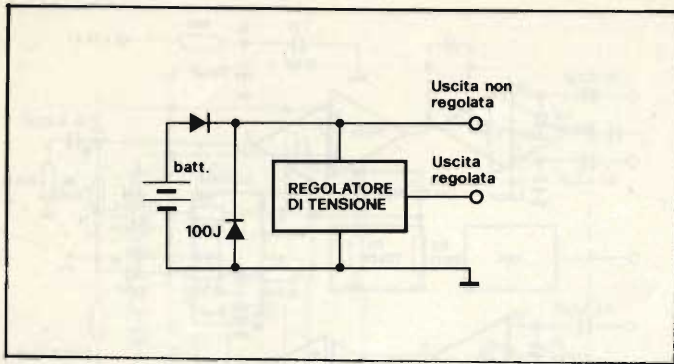 Uscita non
regolata
batt.
Uscita
regolata
REGOLATORE
DI TENSIONE
100J